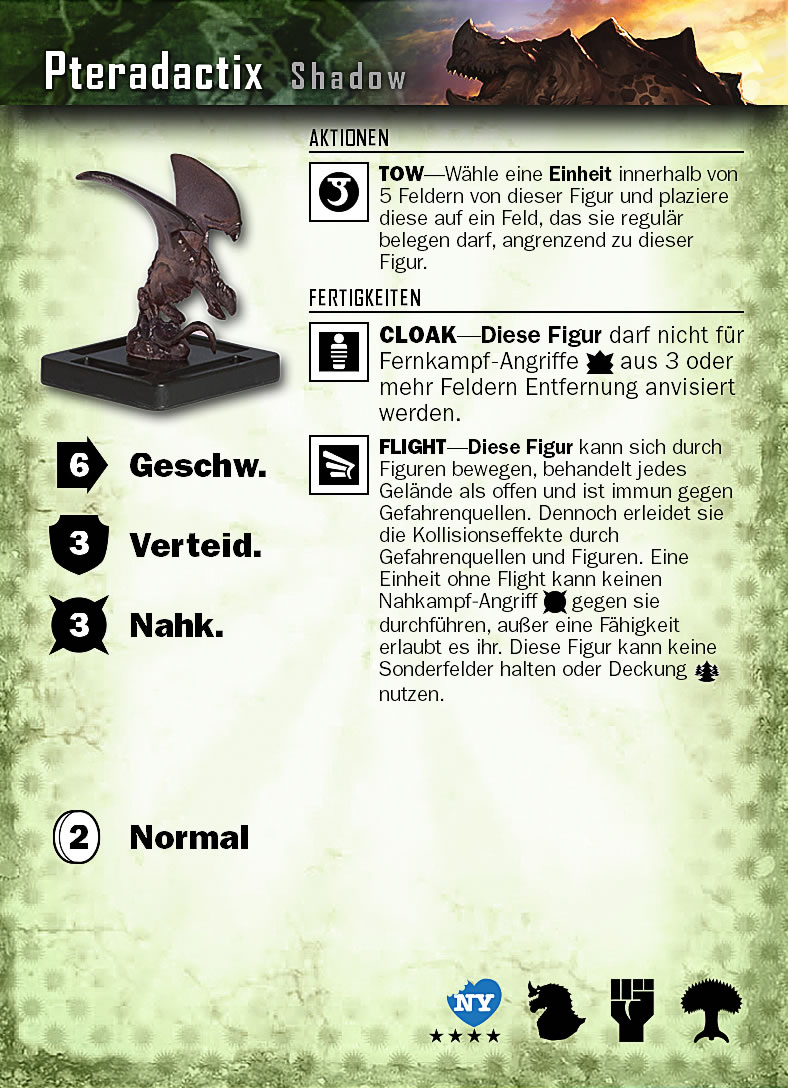 Pteradactix Shadow
AKTIONEN
TOW—Wähle eine Einheit innerhalb von
5 Feldern von dieser Figur und plaziere
diese auf ein Feld, das sie regulär
belegen darf, angrenzend zu dieser
Figur.
FERTIGKEITEN
CLOAK—Diese Figur darf nicht für
Fernkampf-Angriffe aus 3 oder
mehr Feldern Entfernung anvisiert
werden.
FLIGHT—Diese Figur kann sich durch
Figuren bewegen, behandelt jedes
Gelände als offen und ist immun gegen
Gefahrenquellen. Dennoch erleidet sie
die Kollisionseffekte durch
Gefahrenquellen und Figuren. Eine
Einheit ohne Flight kann keinen
Nahkampf-Angriff gegen sie
durchführen, außer eine Fähigkeit
erlaubt es ihr. Diese Figur kann keine
Sonderfelder halten oder Deckung
nutzen.
6 Geschw.
3 Verteid.
3 Nahk.
2 Normal
NY